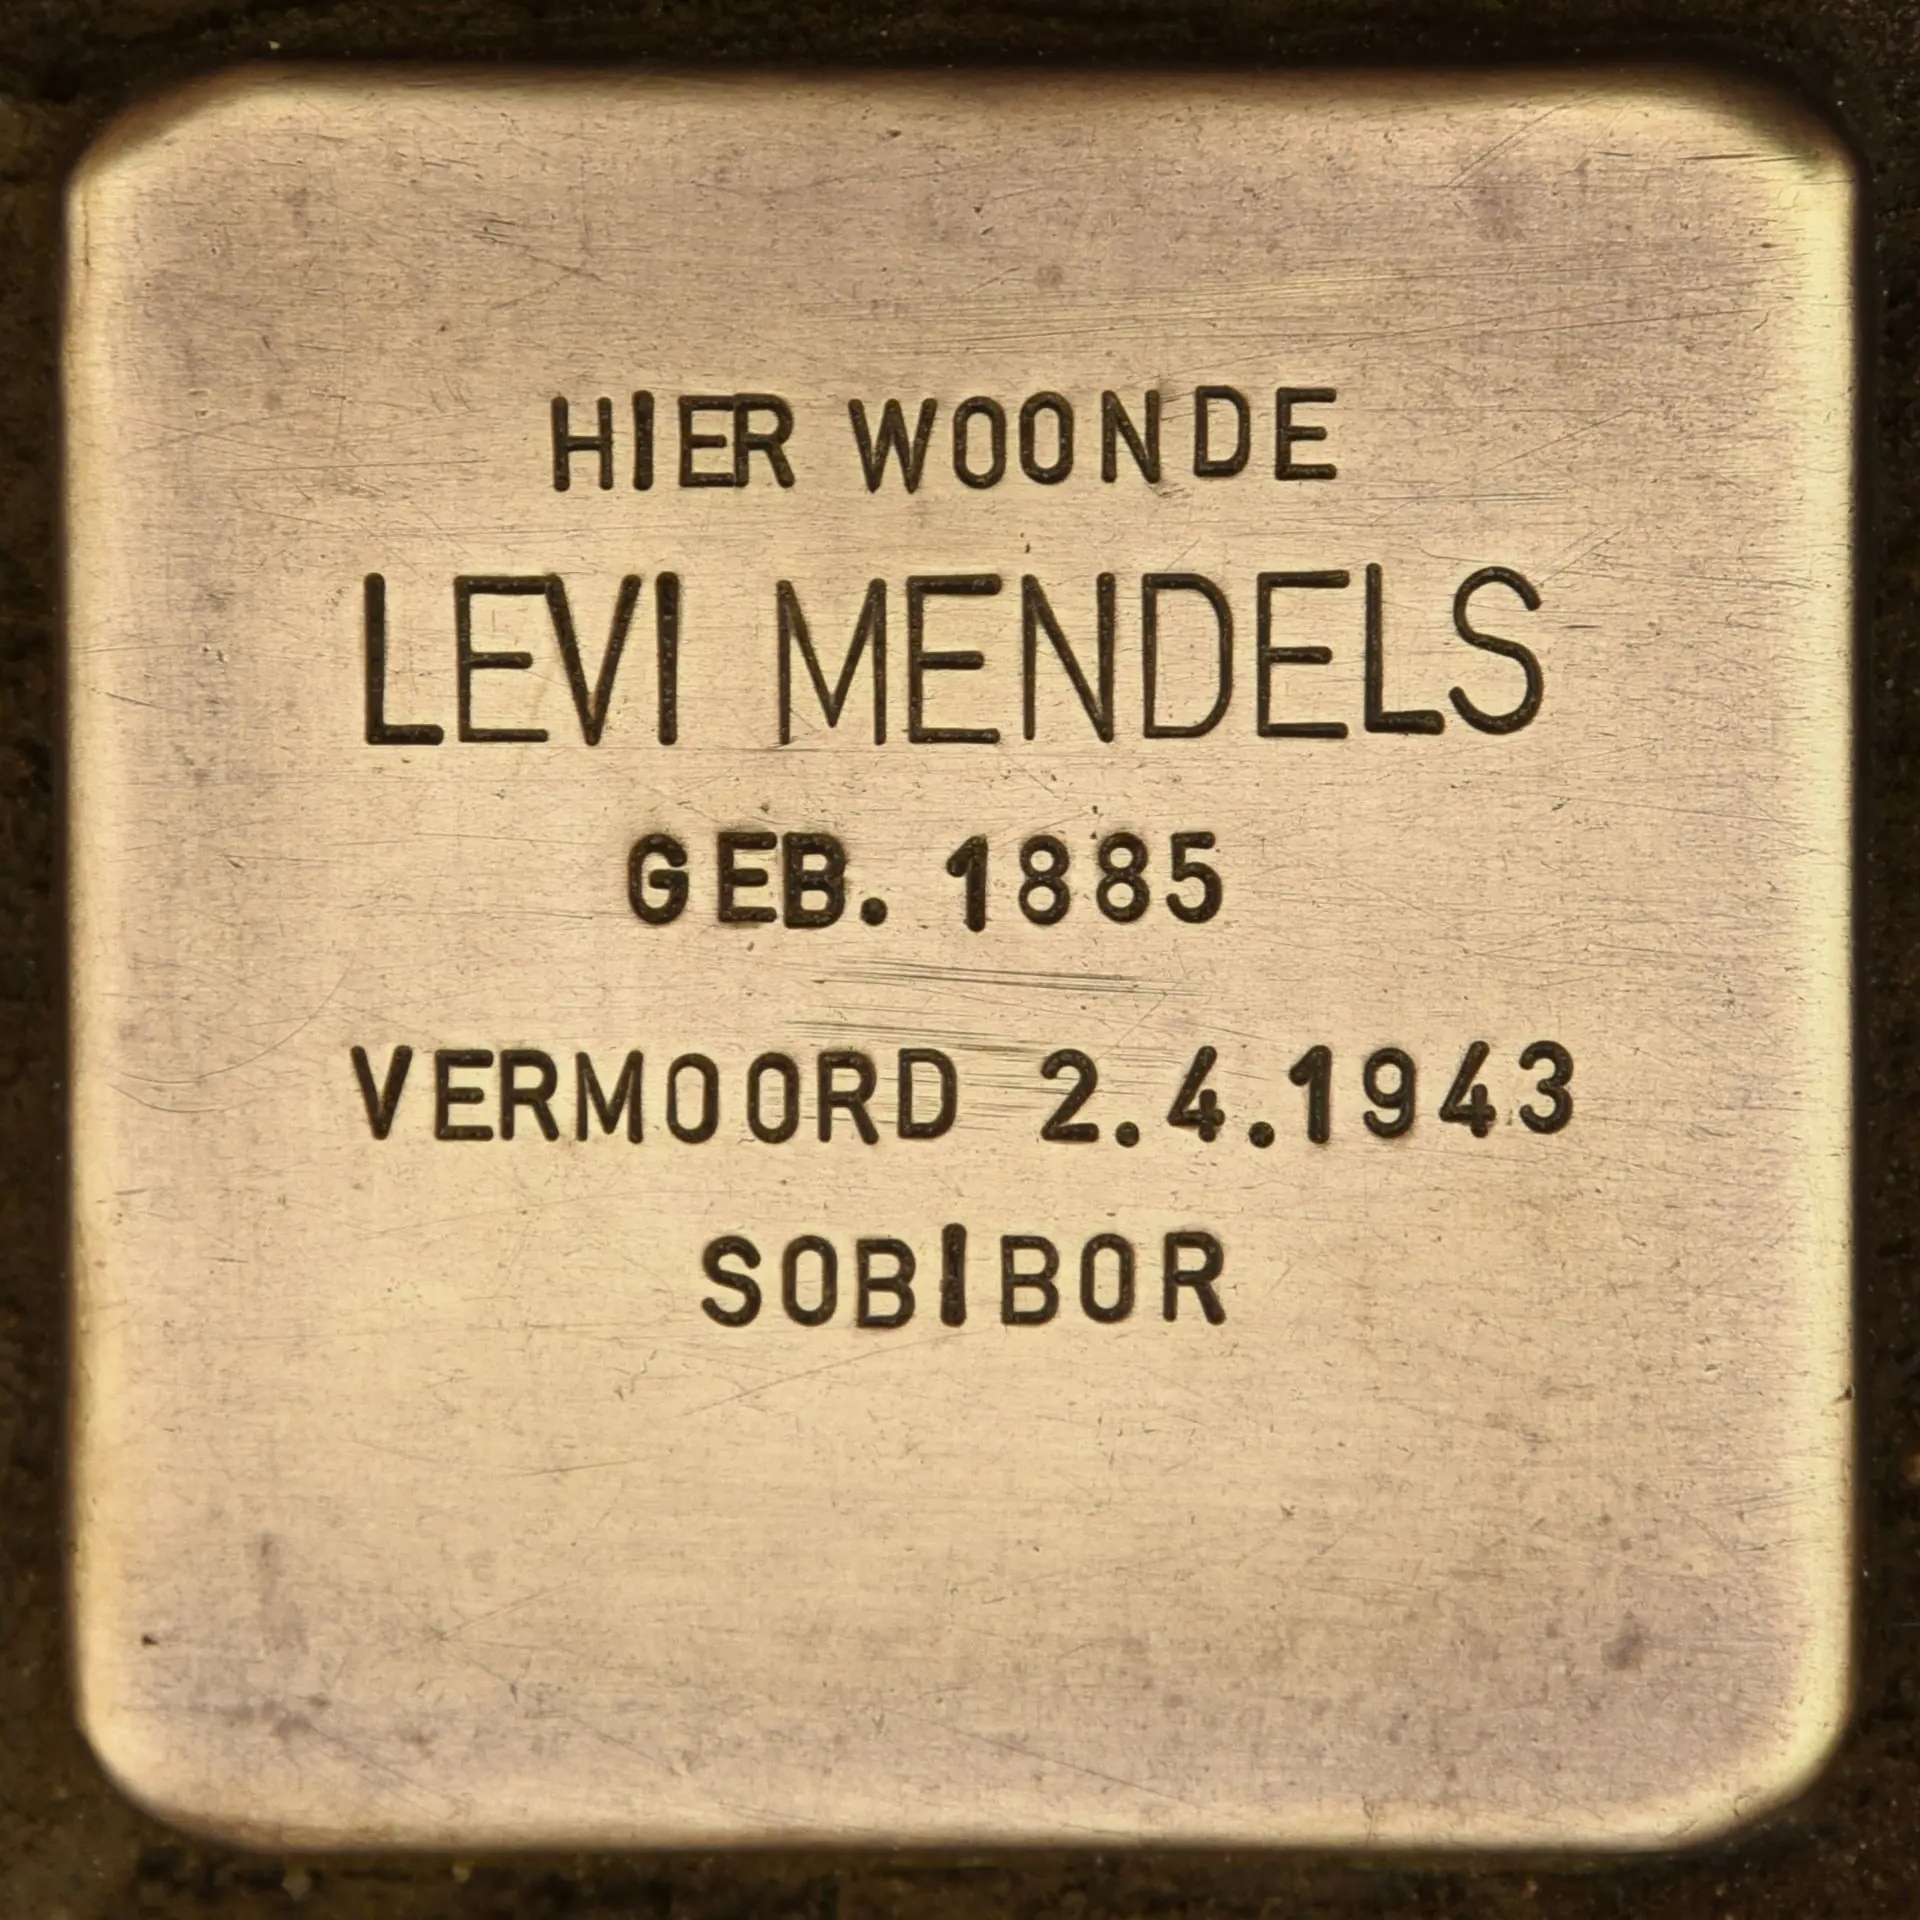 HIER WOONDE
LEVI MENDELS
GEB. 1885
VERMOORD 2.4.1943
SOBIBOR